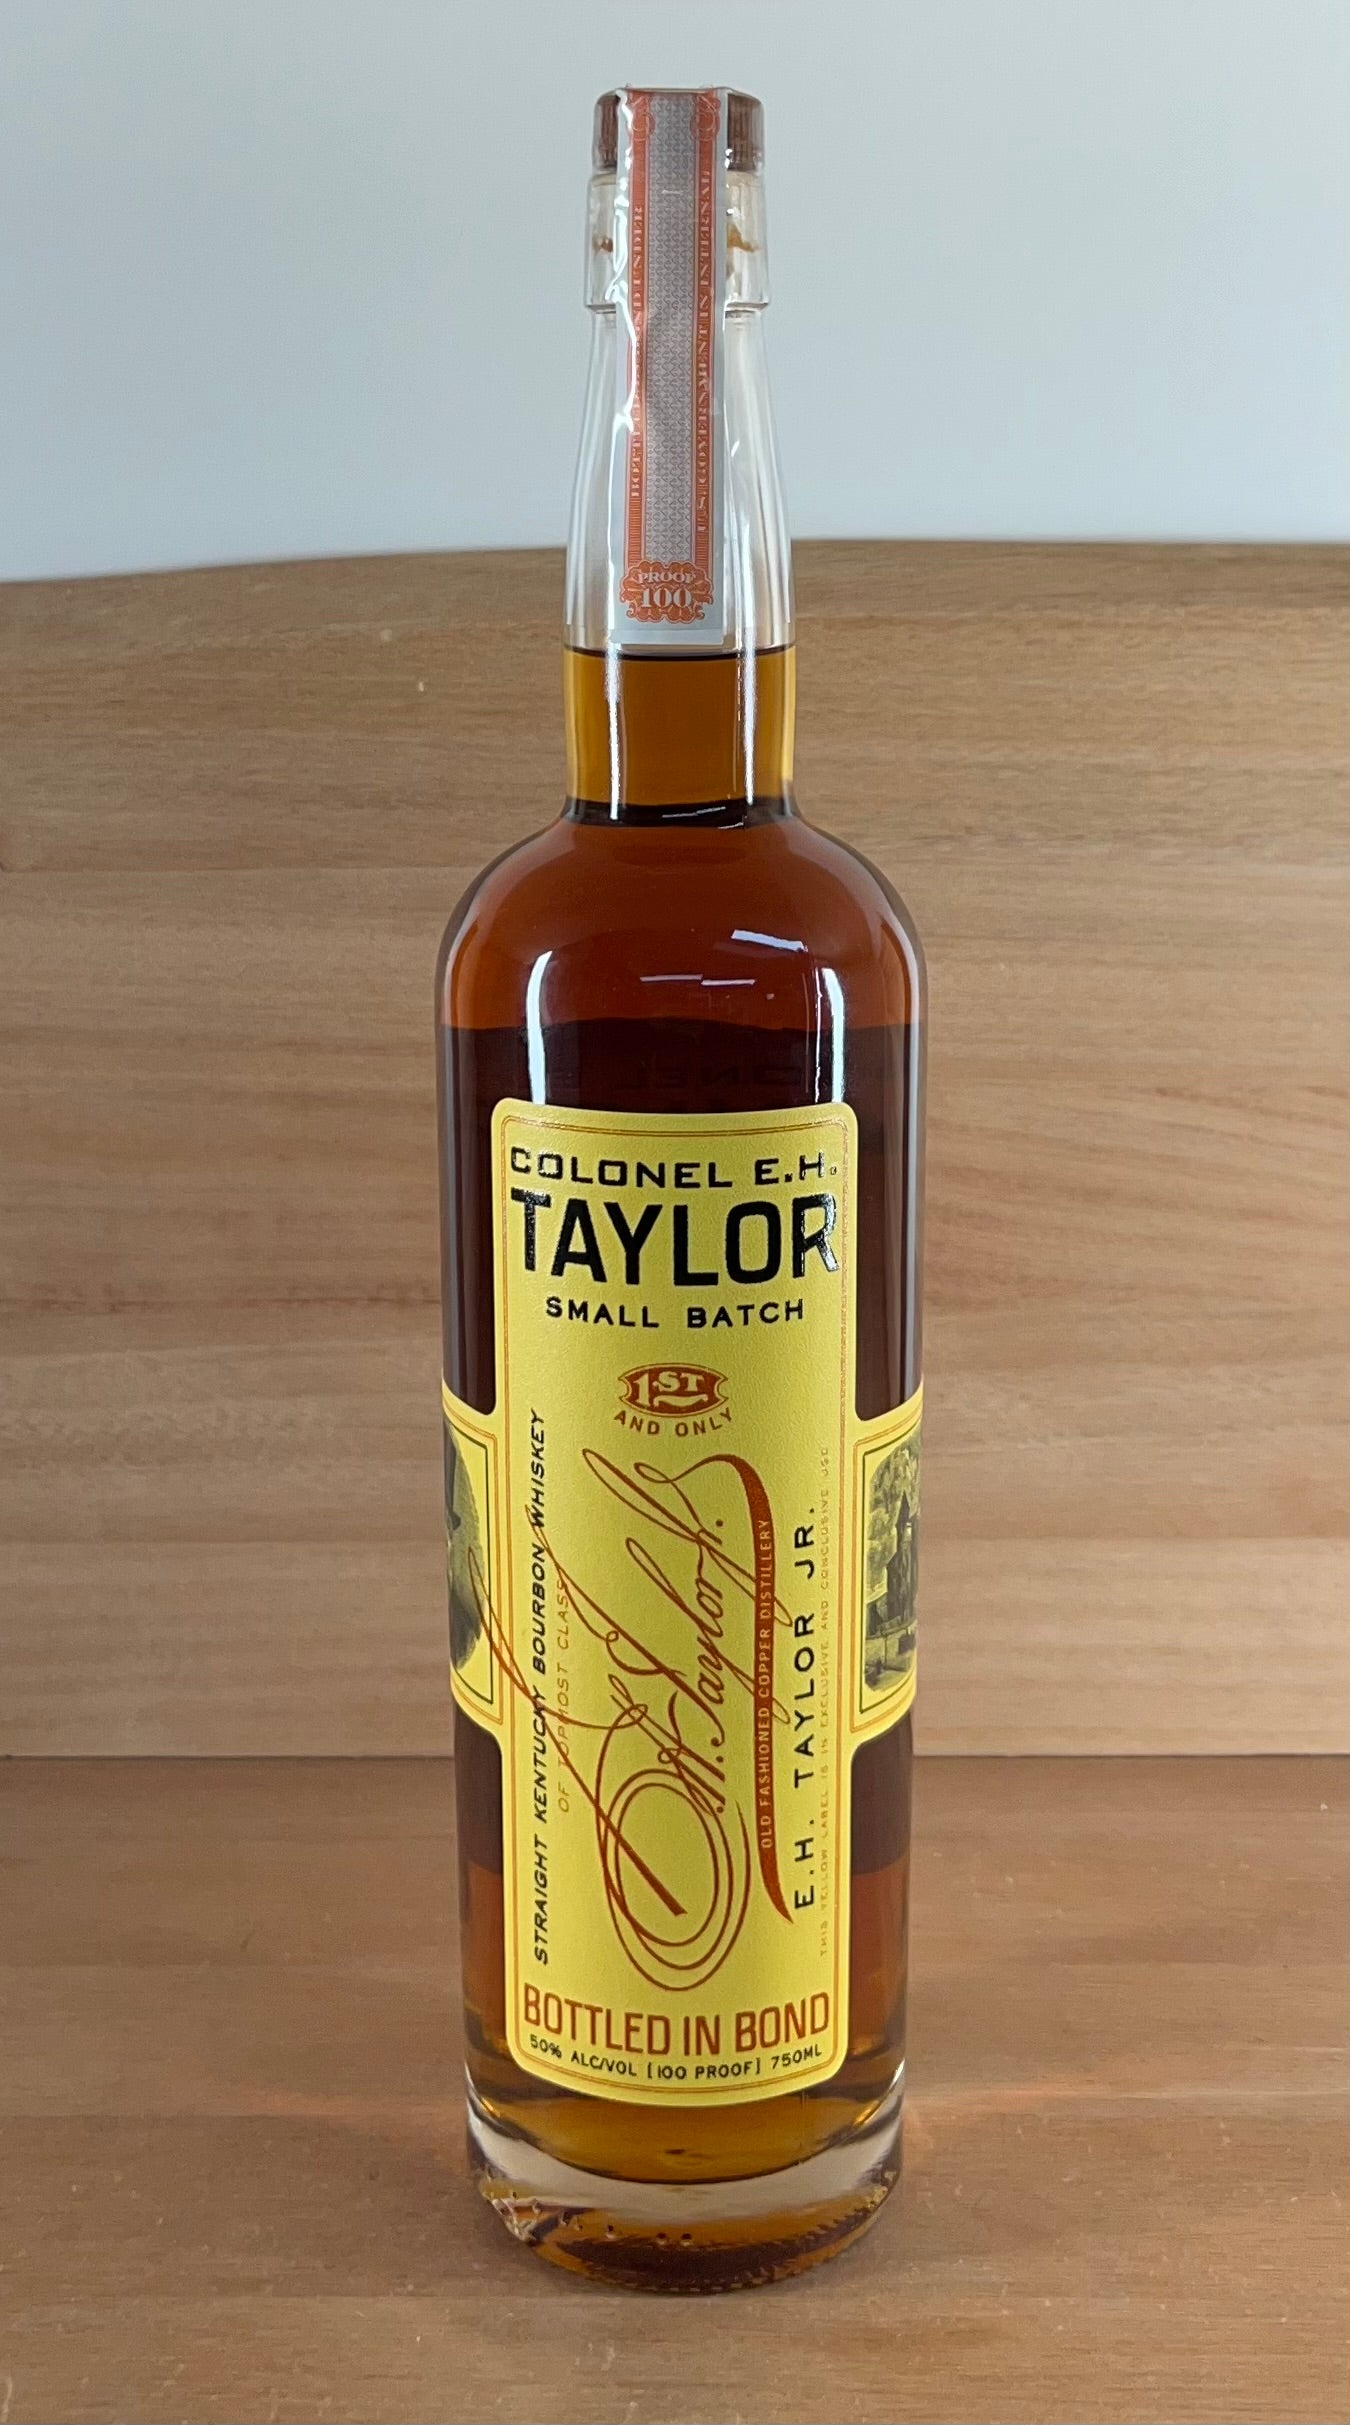 PROOF
100
COLONEL E.H.
TAYLOR
SMALL BATCH
1ST
AND ONLY
STRAIGHT KENTUCKY BOURBON WHISKEY
OF TOPMOST CLASS
E.H. Taylor, Jr.
OLD FASHIONED COPPER DISTILLERY
E.H. TAYLOR JR.
THIS YELLOW LABEL IS IN EXCLUSIVE AND CONCLUSIVE USE
BOTTLED IN BOND
50% ALC/VOL [100 PROOF] 750ML